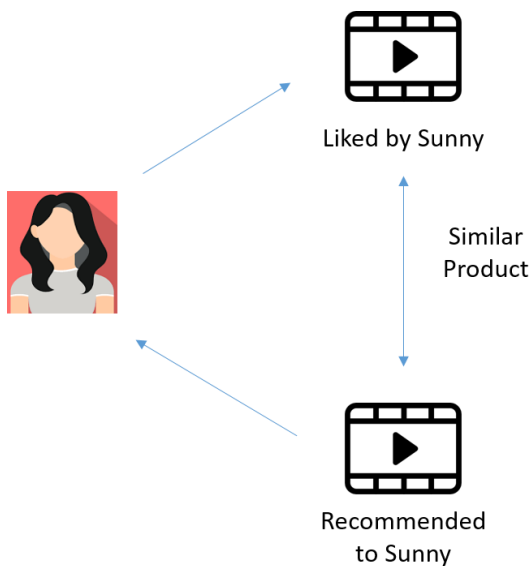 Liked by Sunny
Similar
Product
Recommended
to Sunny